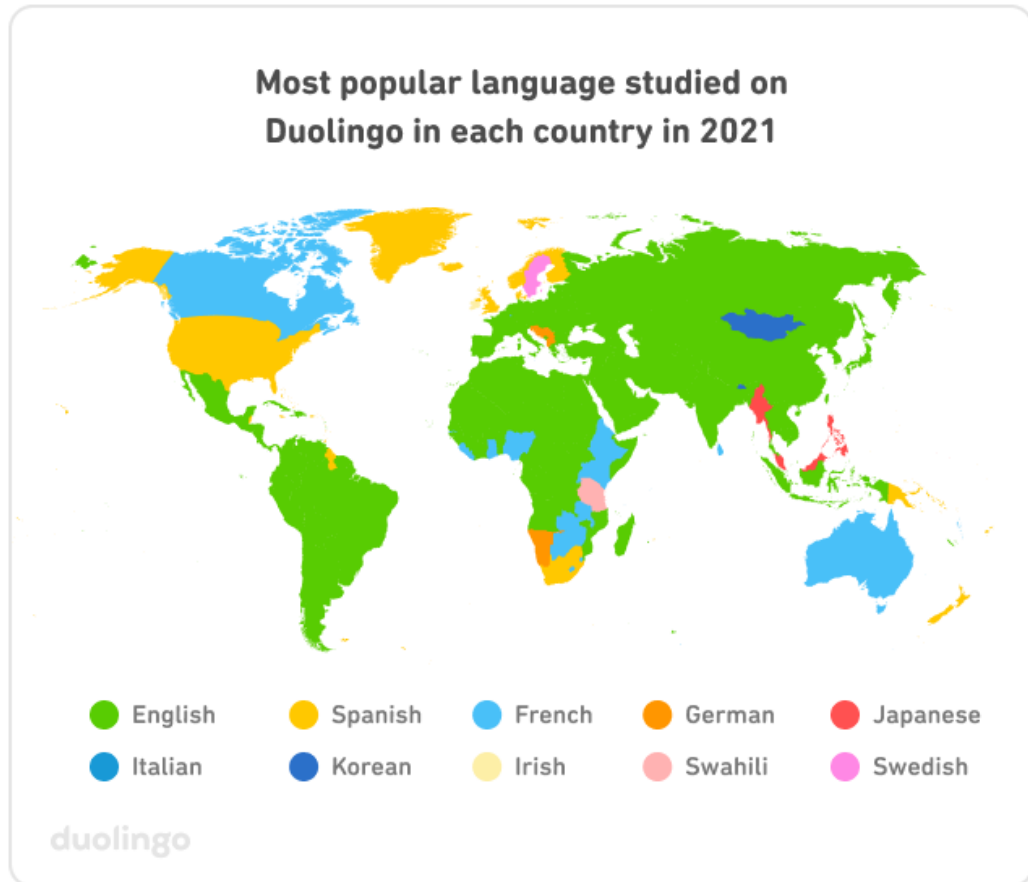 Most popular language studied on
Duolingo in each country in 2021
English
Spanish
French
German
Japanese
Italian
Korean
Irish
Swahili
Swedish
duolingo